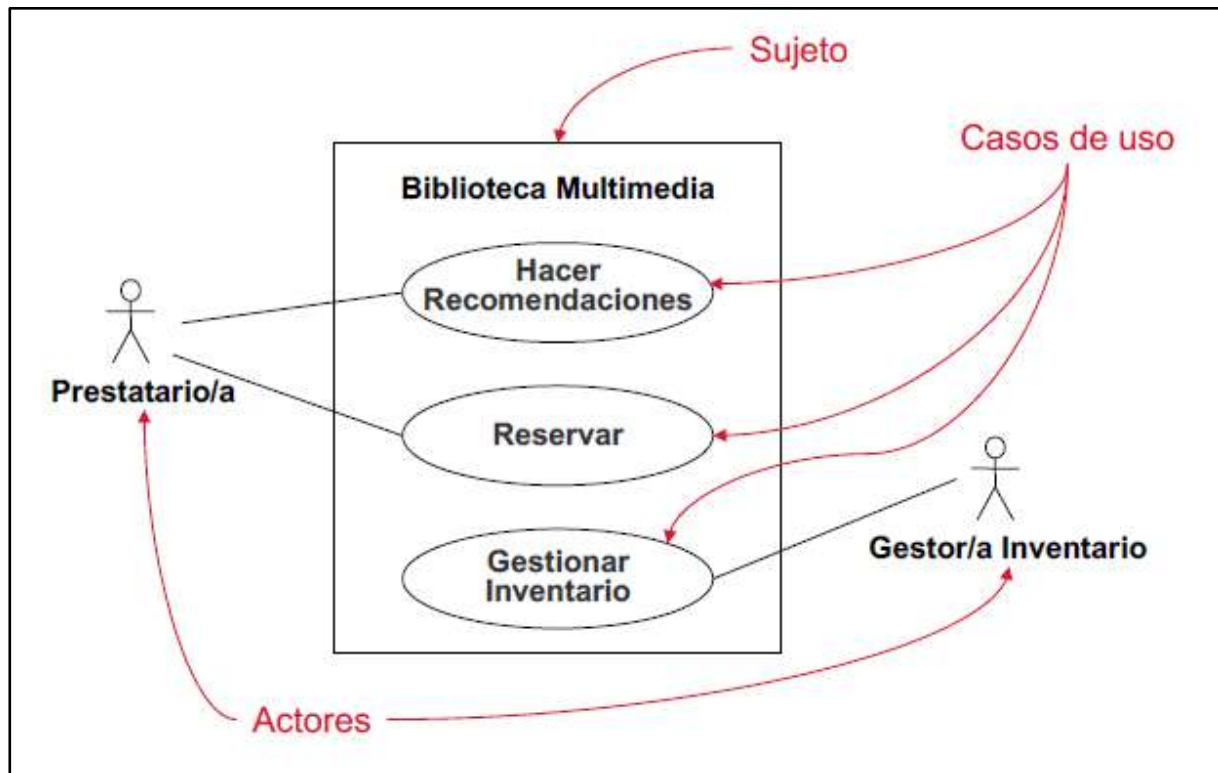 Sujeto
Casos de uso
Biblioteca Multimedia
Hacer
Recomendaciones
Prestatario/a
Reservar
Gestionar
Inventario
Gestor/a Inventario
Actores